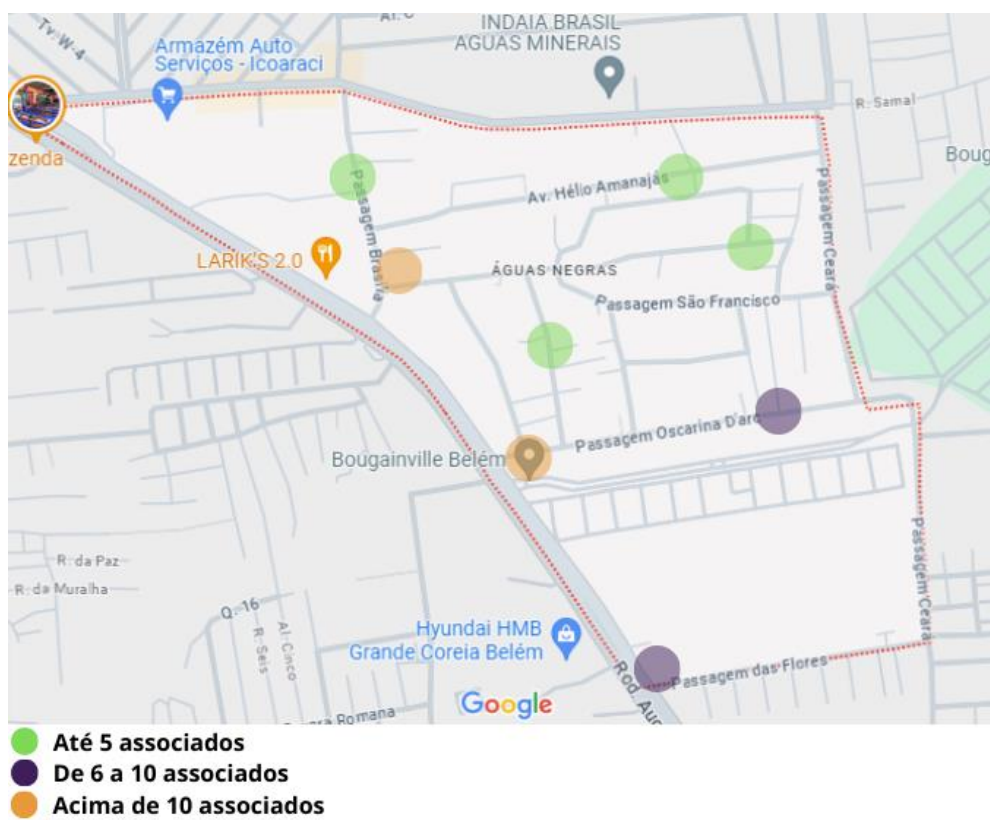 Tv. W-4
Al. C
INDAIA BRASIL
AGUAS MINERAIS
Armazém Auto
Serviços - Icoaraci
R. Samal
zenda
Boug
Av. Hélio Amanajás
Passagem Brasília
Passagem Ceará
LARIK'S 2.0
ÁGUAS NEGRAS
Passagem São Francisco
Passagem Oscarina D'arc
Bougainville Belém
Passagem Ceará
R. da Paz
R. da Muralha
Q. 16
R. Seis
Al. Cinco
Hyundai HMB
Grande Coreia Belém
Rod. Aug
Passagem das Flores
Google
Romana
Até 5 associados
De 6 a 10 associados
Acima de 10 associados